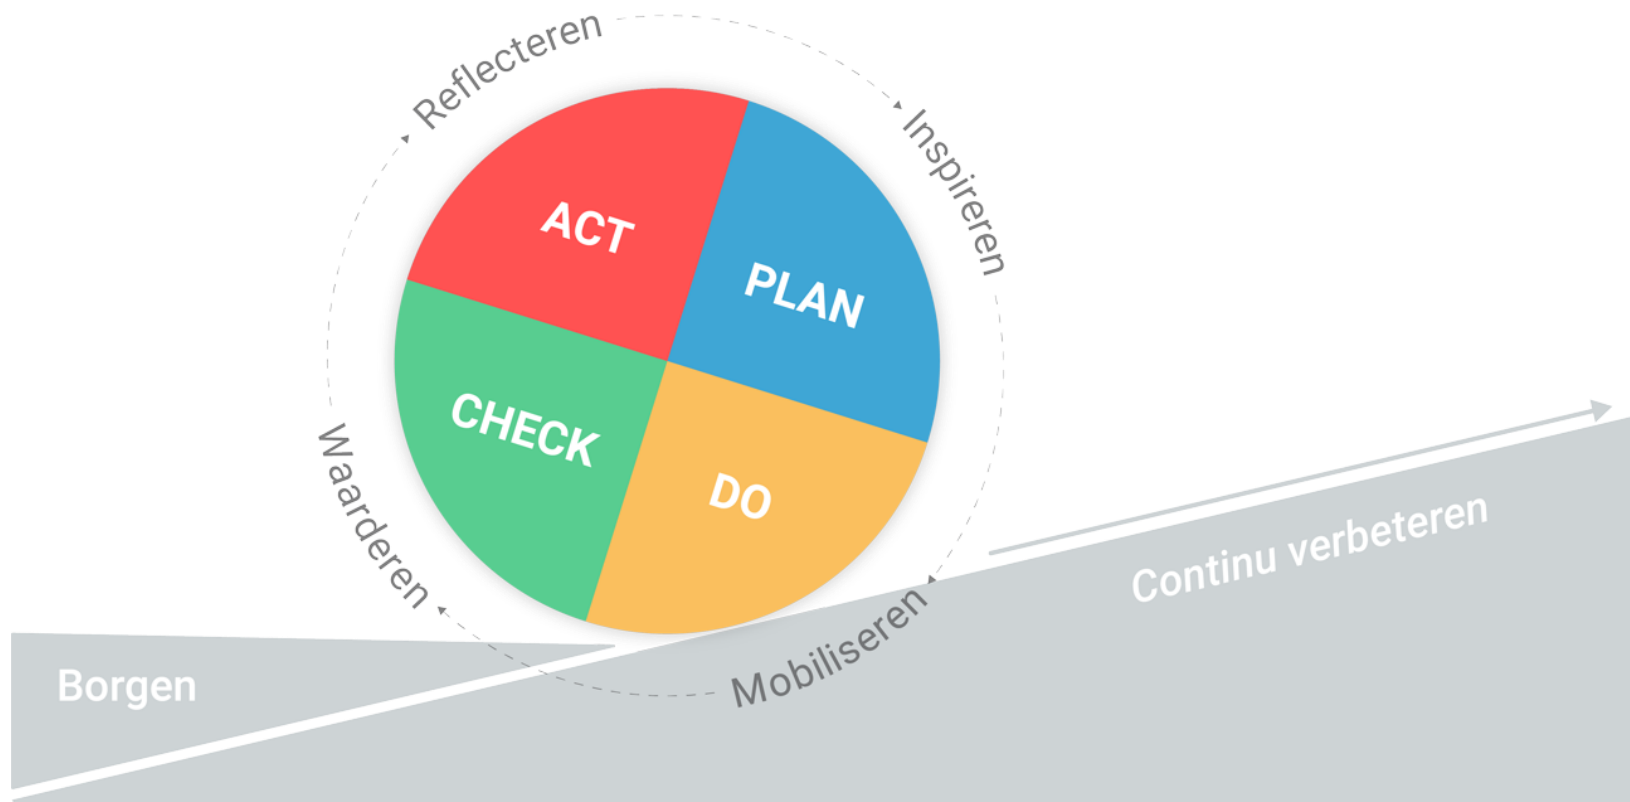 Reflecteren
Inspireren
ACT
PLAN
CHECK
DO
Waarderen
Mobiliseren
Continu verbeteren
Borgen